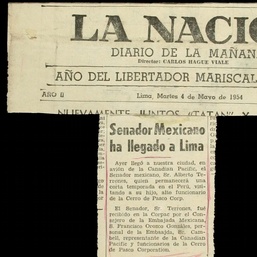 LA NACIO
DIARIO DE LA MAÑAN
Director: CARLOS HAGUE VIALE
AÑO DEL LIBERTADOR MARISCAL
AÑO II Lima, Martes 4 de Mayo de 1954
NUEVAMENTE JUNTOS "TATAN" Y
Senador Mexicano
ha llegado a Lima
Ayer llegó a nuestra ciudad, en
avión de la Canadian Pacific, el
Senador mexicano, Sr. Alberto Te-
rrones, quien permanecerá una
corta temporada en el Perú, visi-
tando a su hijo, alto funcionario
de la Cerro de Pasco Corp.
El Senador, Sr. Terrones, fué
recibido en la Corpac por el Con-
sejero de la Embajada Mexicana,
S. Francisco Orozco González, per-
sonal de la Embajada, Sr. Camp-
bell, representante de la Canadian
Pacific y funcionarios de la Cerro
de Pasco Corporation.